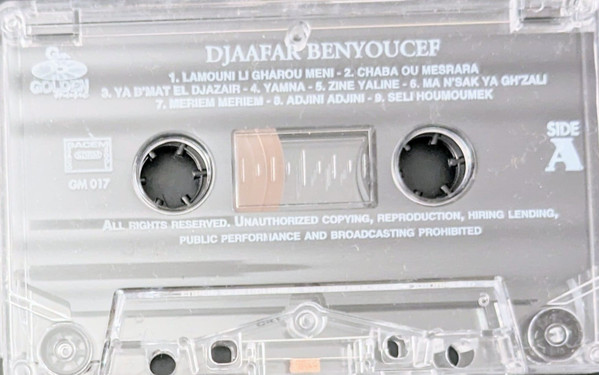 DJAAFAR BENYOUCEF
1. LAMOUNI LI GHAROU MENI - 2. CHABA OU MESRARA
GOLDEN
3. YA B'MAT EL DJAZAIR - 4. YAMNA - 5. ZINE YALINE - 6. MA N'SAK YA GH'ZALI
7. MERIEM MERIEM - 8. ADJINI ADJINI - 9. SELI HOUMOUMEK
SACEM
SIDE
A
GM 017
ALL RIGHTS RESERVED. UNAUTHORIZED COPYING, REPRODUCTION, HIRING LENDING,
PUBLIC PERFORMANCE AND BROADCASTING PROHIBITED